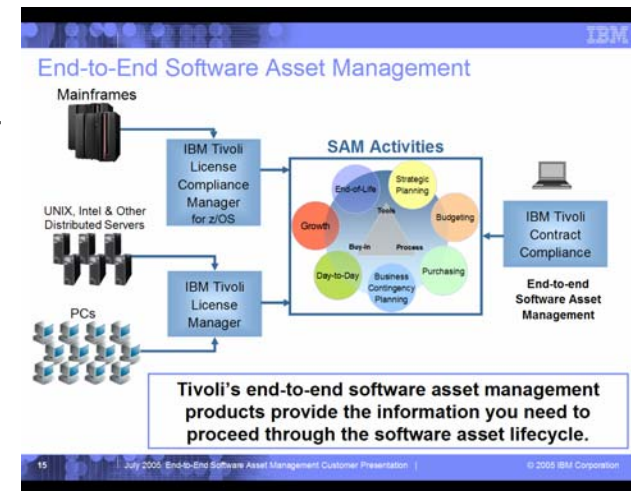 IBM
End-to-End Software Asset Management
Mainframes
IBM Tivoli
License
Compliance
Manager
for z/OS
UNIX, Intel & Other
Distributed Servers
IBM Tivoli
License
Manager
PCs
SAM Activities
End-of-Life
Strategic
Planning
Growth
Tools
Budgeting
Buy-in
Process
Day-to-Day
Business
Contingency
Planning
Purchasing
IBM Tivoli
Contract
Compliance
End-to-end
Software Asset
Management
Tivoli's end-to-end software asset management
products provide the information you need to
proceed through the software asset lifecycle.
15
July 2005 End-to-End Software Asset Management Customer Presentation |
© 2005 IBM Corporation